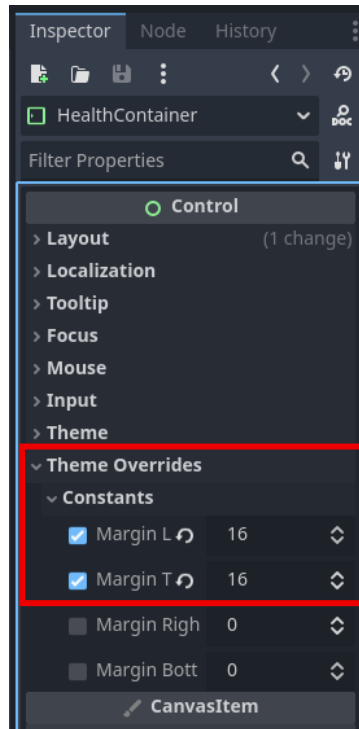 Inspector Node History
HealthContainer
DOC
Filter Properties
Control
Layout (1 change)
Localization
Tooltip
Focus
Mouse
Input
Theme
Theme Overrides
Constants
Margin L 16
Margin T 16
Margin Righ 0
Margin Bott 0
CanvasItem